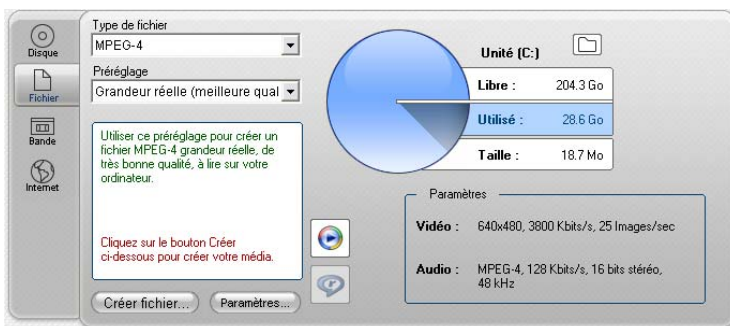 Disque
Fichier
Bande
Internet
Type de fichier
MPEG-4
Préréglage
Grandeur réelle (meilleure qual
Utiliser ce préréglage pour créer un
fichier MPEG-4 grandeur réelle, de
très bonne qualité, à lire sur votre
ordinateur.
Cliquez sur le bouton Créer
ci-dessous pour créer votre média.
Créer fichier...
Paramètres...
Unité (C:)
Libre : 204.3 Go
Utilisé : 28.6 Go
Taille : 18.7 Mo
Paramètres
Vidéo : 640x480, 3800 Kbits/s, 25 Images/sec
Audio : MPEG-4, 128 Kbits/s, 16 bits stéréo,
48 kHz